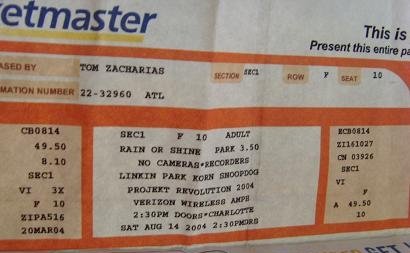 etmaster
This is
Present this entire pa
ASED BY TOM ZACHARIAS SECTION SEC1 ROW F SEAT 10
MATION NUMBER 22-32960 ATL
CB0814
49.50
8.10
SEC1
VI 3X
F
ZIPA516
20MAR04
SEC1 F 10 ADULT
RAIN OR SHINE PARK 3.50
NO CAMERAS*RECORDERS
LINKIN PARK KORN SNOOPDOG
PROJEKT REVOLUTION 2004
VERIZON WIRELESS AMPH
2:30PM DOORS*CHARLOTTE
SAT AUG 14 2004 2:30PMDRS
ECB0814
ZI161027
CN 03926
SEC1
VI
F
A 49.50
10